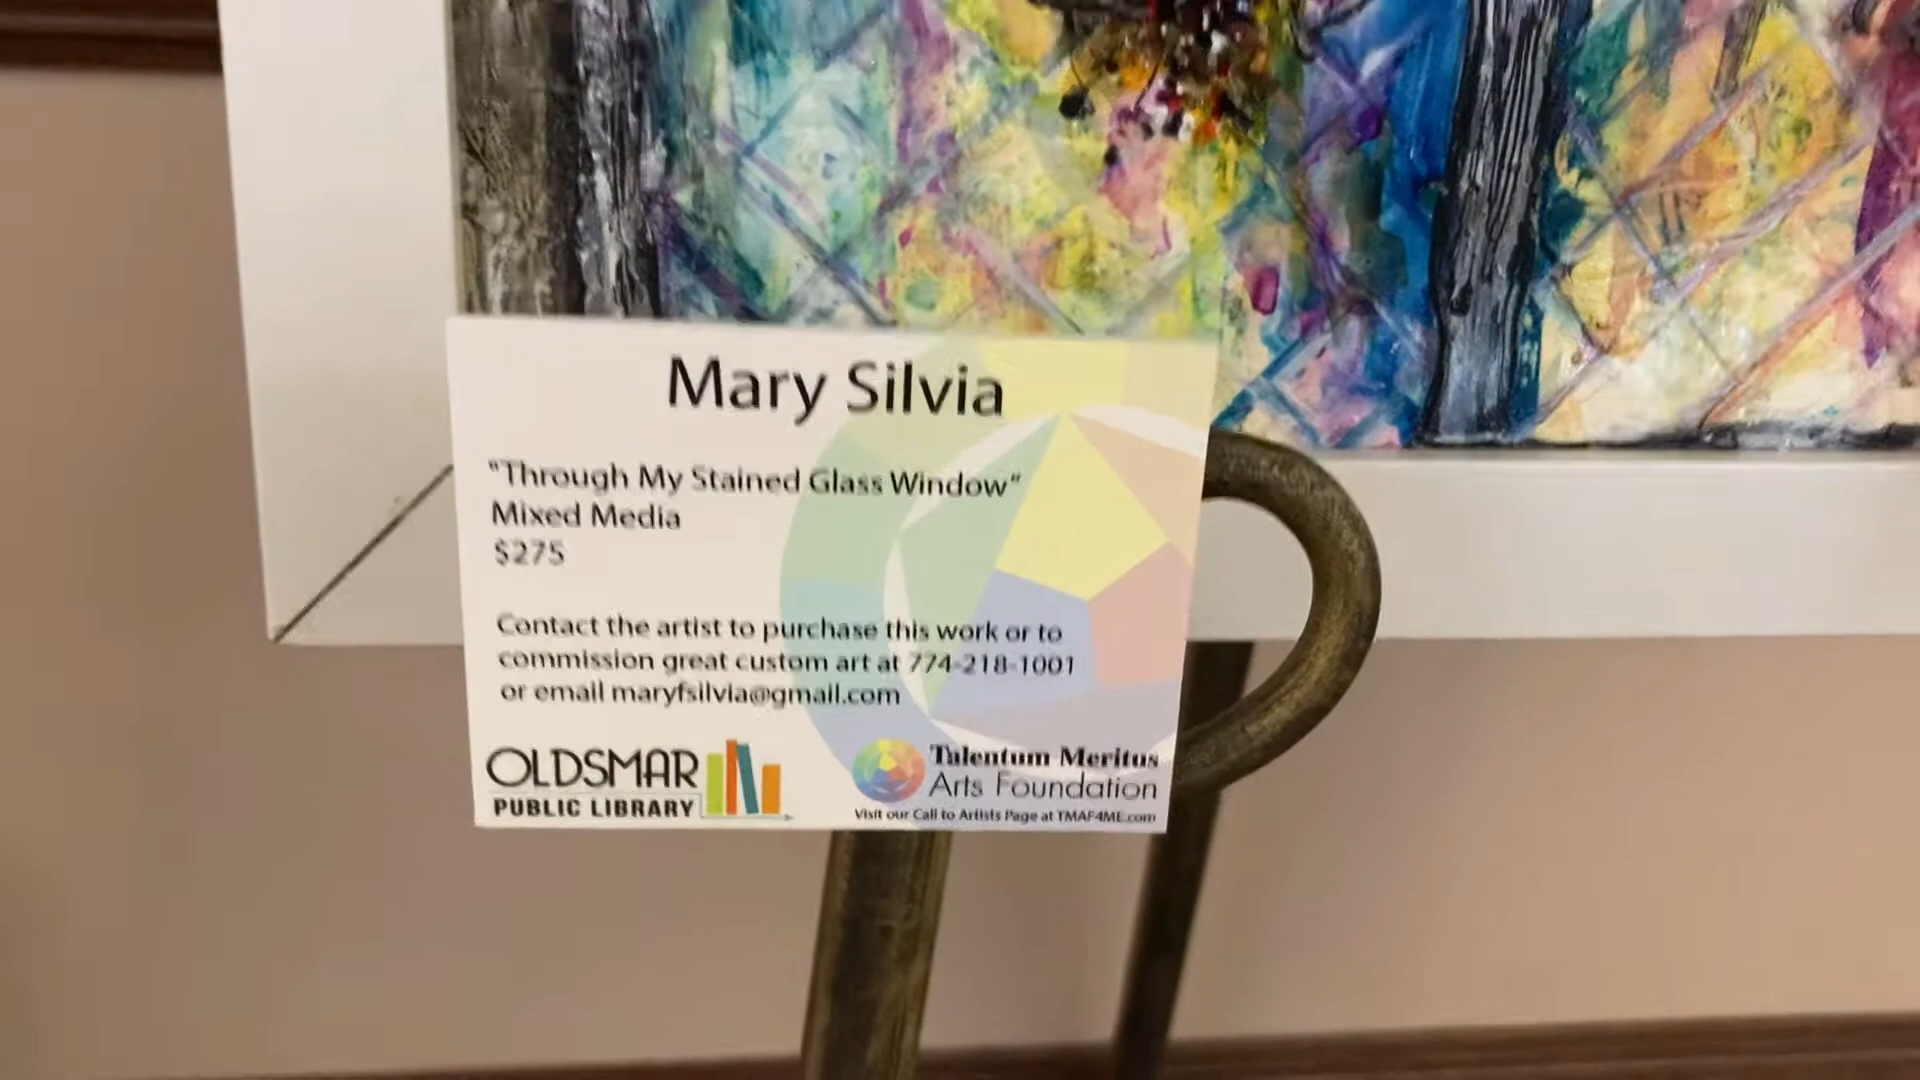 Mary Silvia
"Through My Stained Glass Window"
Mixed Media
$275
Contact the artist to purchase this work or to
commission great custom art at 774-218-1001
or email maryfsilvia@gmail.com
OLDSMAR
PUBLIC LIBRARY
Talentum Meritus
Arts Foundation
Visit our Call to Artists Page at TMAF4ME.com